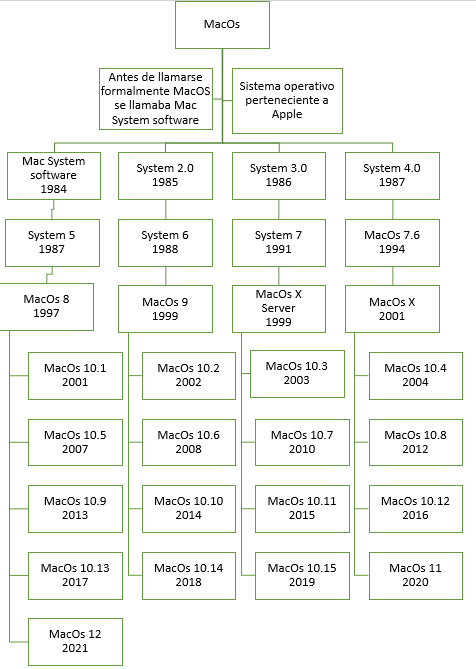 MacOs
Antes de llamarse
formalmente MacOS
se llamaba Mac
System software
Sistema operativo
perteneciente a
Apple
Mac System
software
1984
System 2.0
1985
System 3.0
1986
System 4.0
1987
System 5
1987
System 6
1988
System 7
1991
MacOs 7.6
1994
MacOs 8
1997
MacOs 9
1999
MacOs X
Server
1999
MacOs X
2001
MacOs 10.1
2001
MacOs 10.2
2002
MacOs 10.3
2003
MacOs 10.4
2004
MacOs 10.5
2007
MacOs 10.6
2008
MacOs 10.7
2010
MacOs 10.8
2012
MacOs 10.9
2013
MacOs 10.10
2014
MacOs 10.11
2015
MacOs 10.12
2016
MacOs 10.13
2017
MacOs 10.14
2018
MacOs 10.15
2019
MacOs 11
2020
MacOs 12
2021